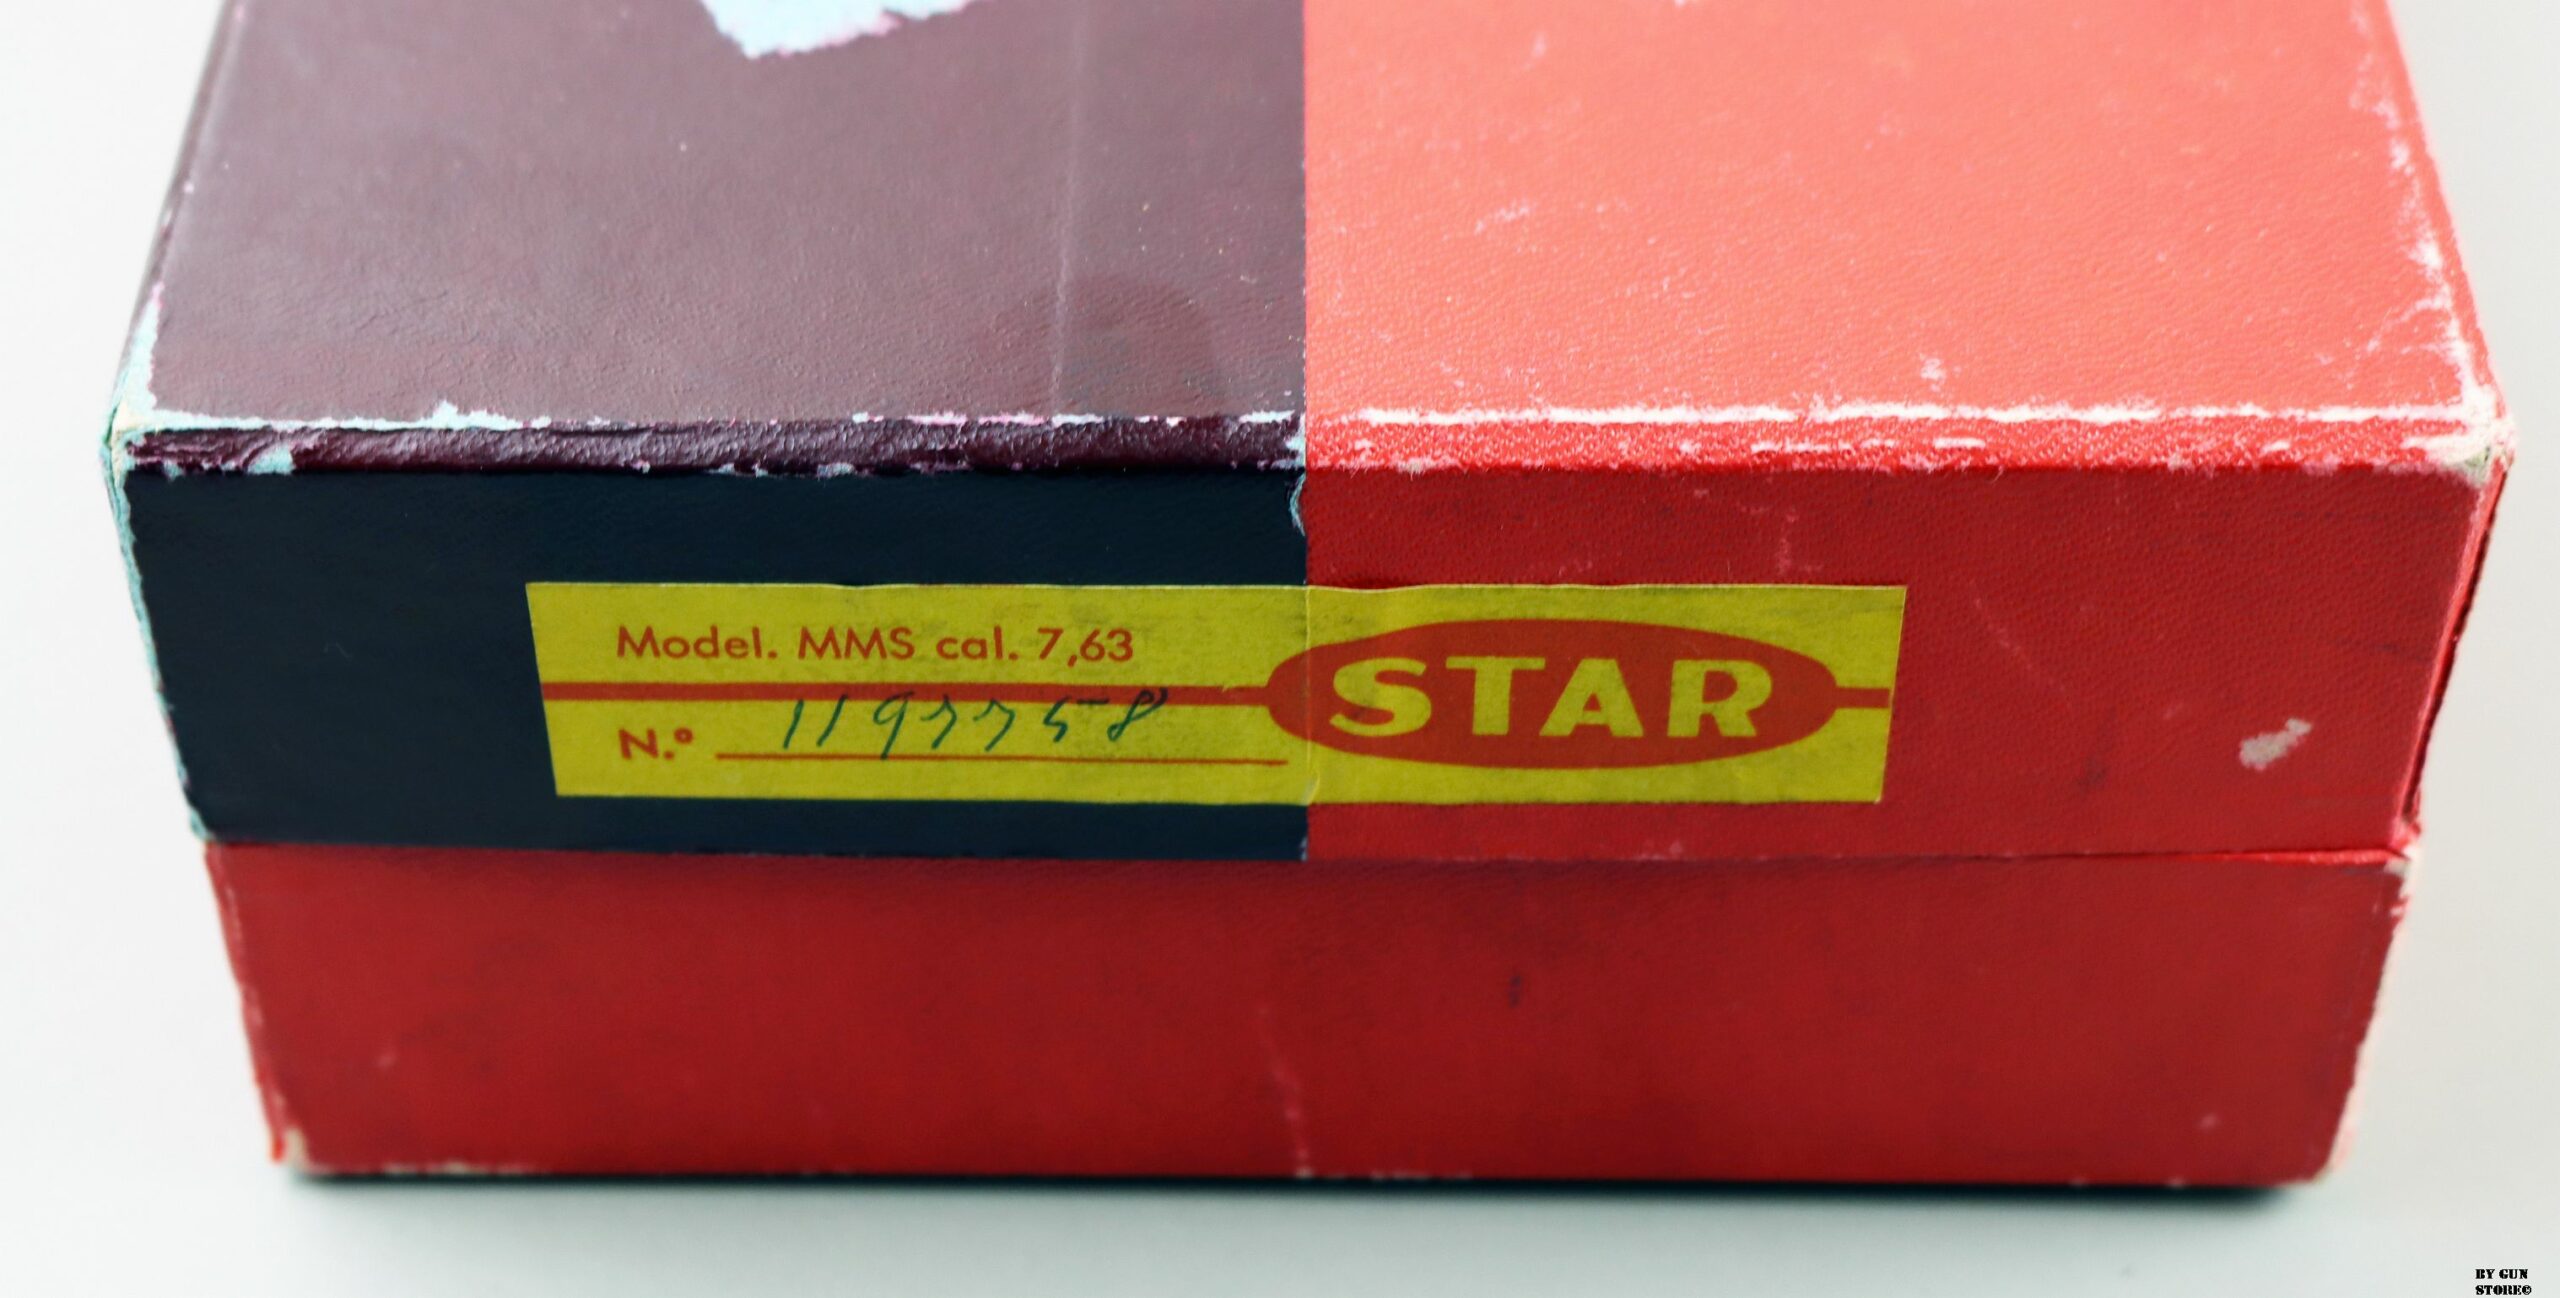 Model. MMS cal. 7,63
N.º 1197758
STAR
BY GUN
STORE©